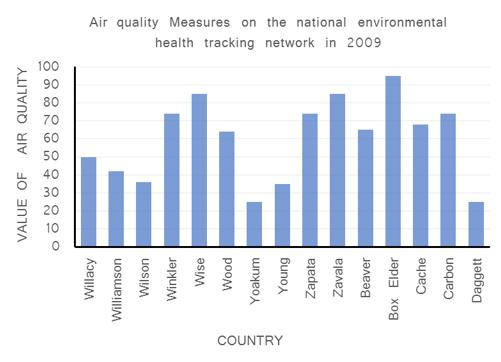 Air quality Measures on the national environmental
health tracking network in 2009
VALUE OF AIR QUALITY
100
90
80
70
60
50
40
30
20
10
0
Willacy
Williamson
Wilson
Winkler
Wise
Wood
Yoakum
Young
Zapata
Zavala
Beaver
Box Elder
Cache
Carbon
Daggett
COUNTRY